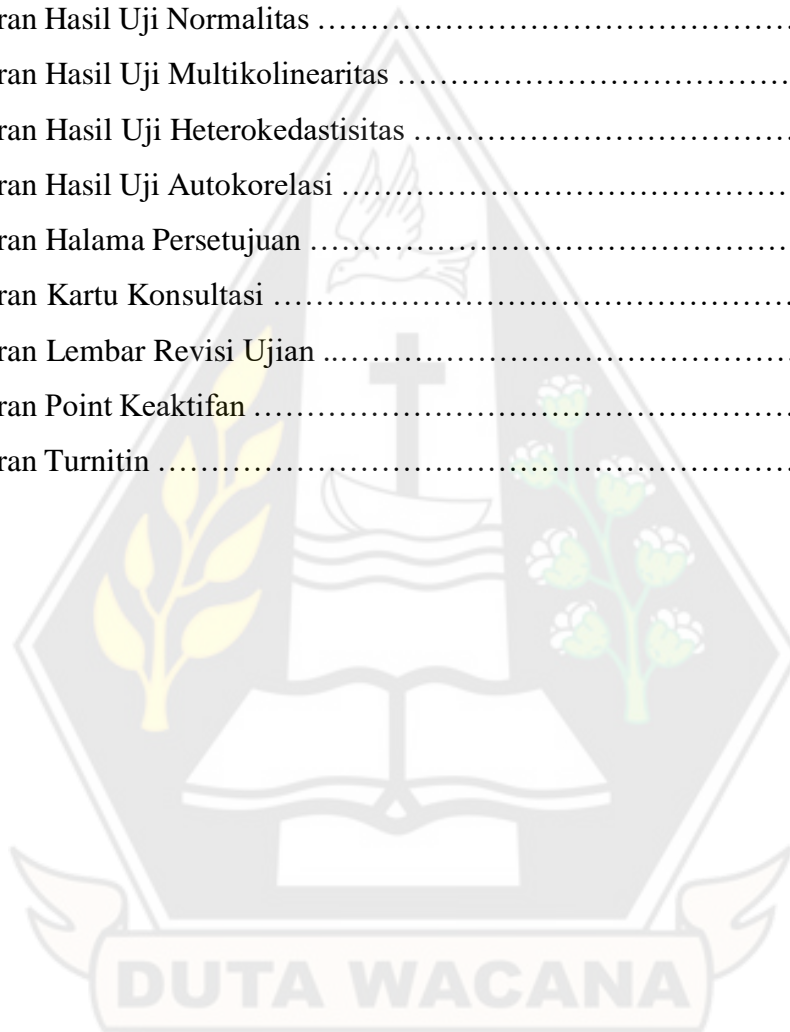 ran Hasil Uji Normalitas …………………………………………….
ran Hasil Uji Multikolinearitas …………………………………….
ran Hasil Uji Heterokedastisitas …………………………………..
ran Hasil Uji Autokorelasi ………………………………………….
ran Halama Persetujuan …………………………………………….
ran Kartu Konsultasi ………………………………………………..
ran Lembar Revisi Ujian ..…………………………………………..
ran Point Keaktifan ………………………………………………….
ran Turnitin …………………………………………………………….
DUTA WACANA